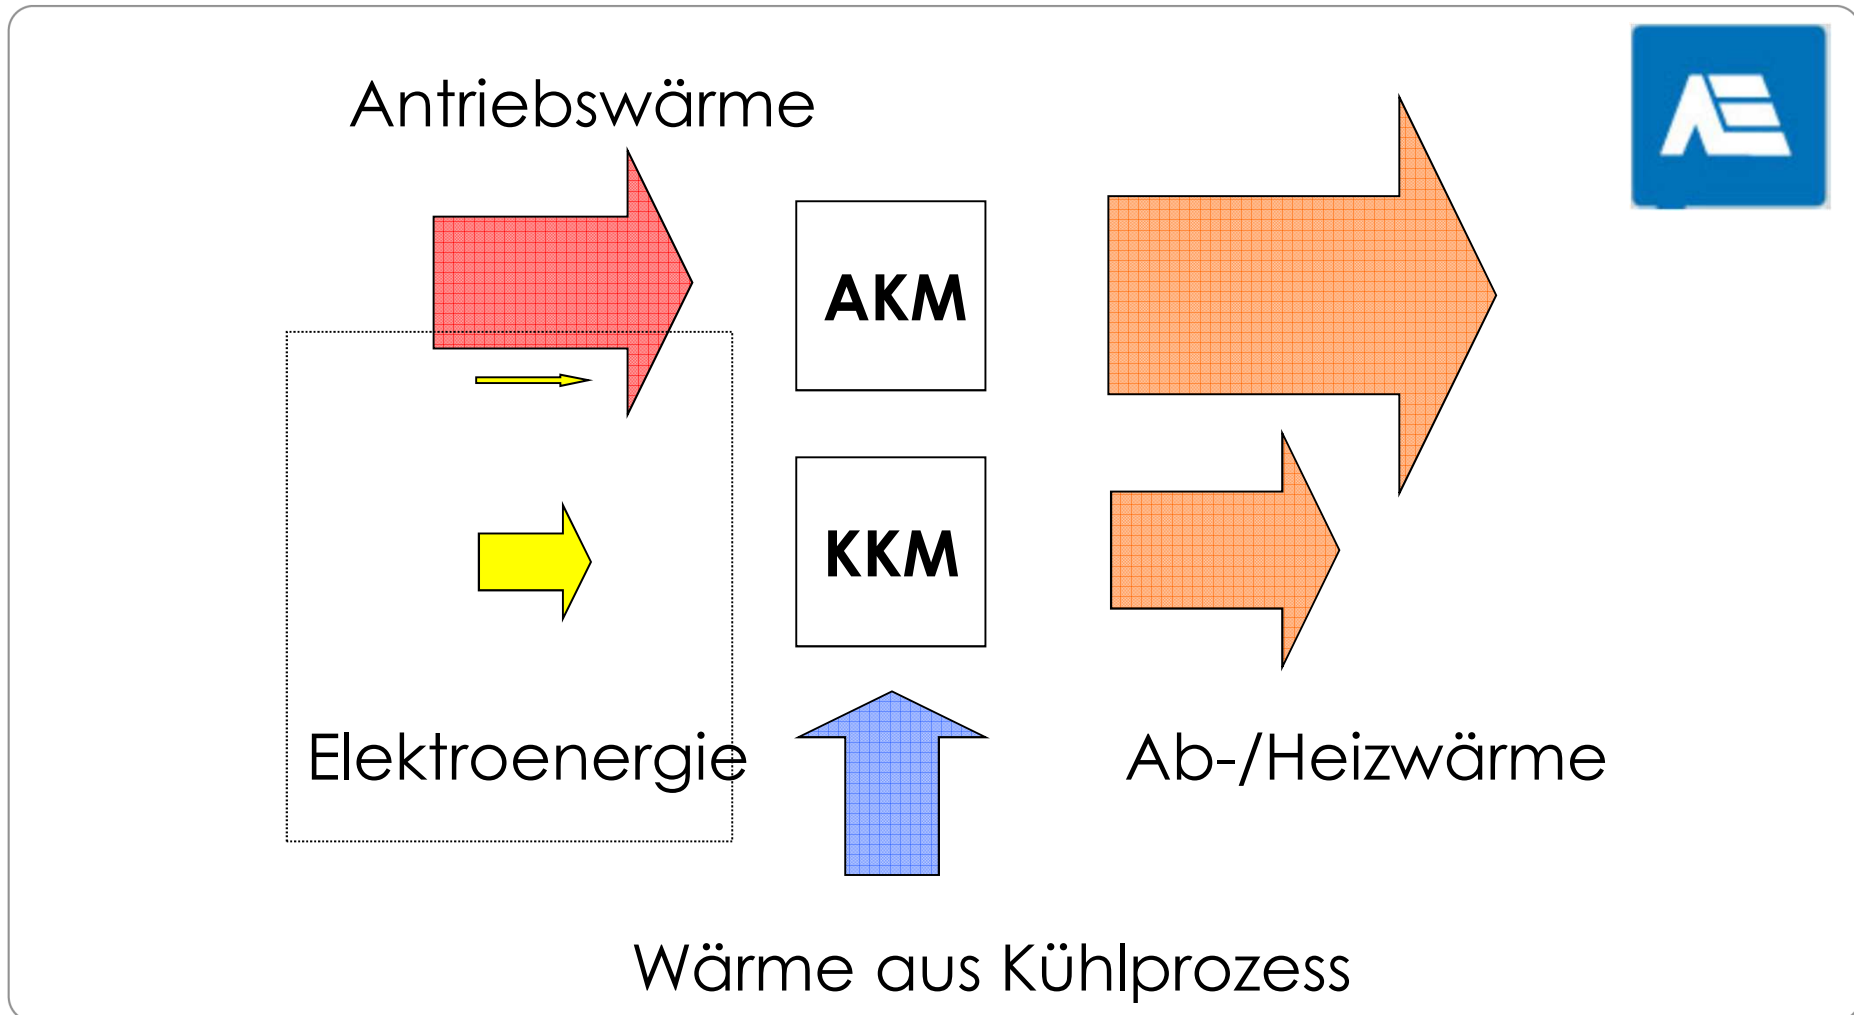 Antriebswärme
AKM
KKM
Elektroenergie
Ab-/Heizwärme
Wärme aus Kühlprozess